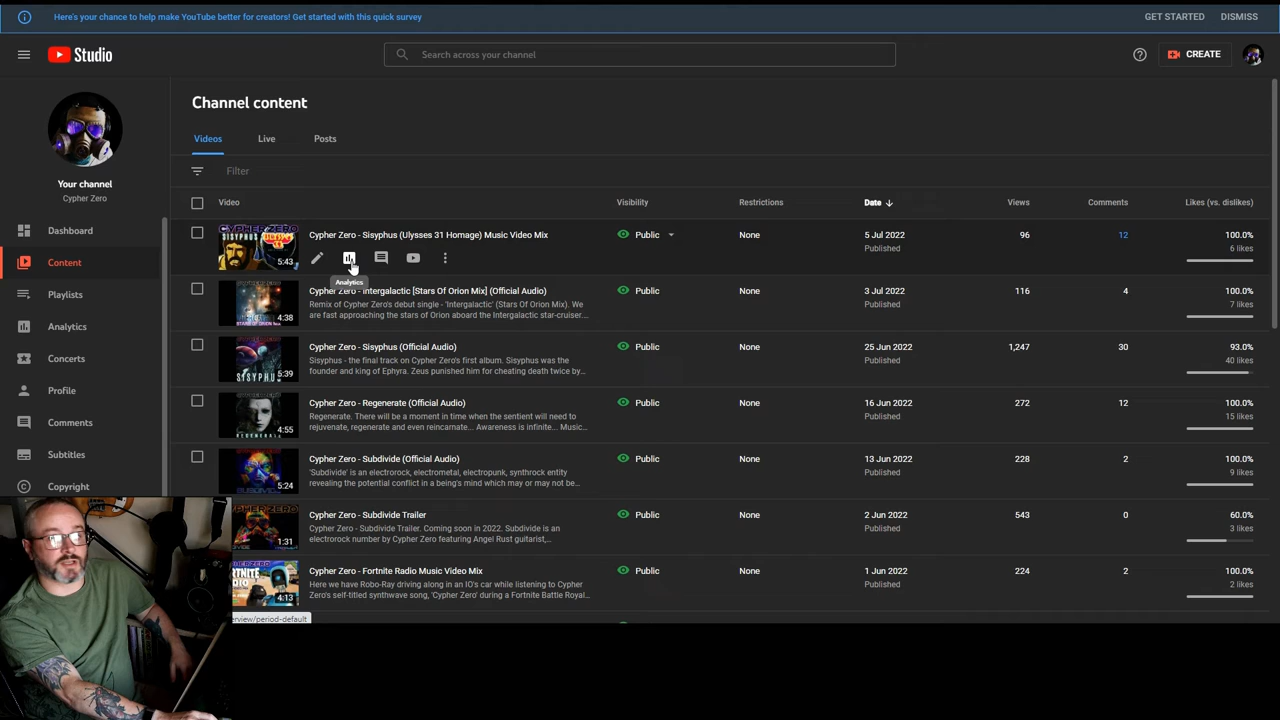 Here's your chance to help make YouTube better for creators! Get started with this quick survey
GET STARTED
DISMISS
Studio
Search across your channel
CREATE
Your channel
Cypher Zero
Dashboard
Content
Playlists
Analytics
Concerts
Profile
Comments
Subtitles
Copyright
Channel content
Videos
Live
Posts
Filter
Video
Visibility
Restrictions
Date
Views
Comments
Likes (vs. dislikes)
CYPHERZERO
SISYPHUS
5:43
Cypher Zero - Sisyphus (Ulysses 31 Homage) Music Video Mix
Analytics
Public
None
5 Jul 2022
Published
96
12
100.0%
6 likes
4:38
Cypher Zero - Intergalactic [Stars Of Orion Mix] (Official Audio)
Remix of Cypher Zero's debut single - 'Intergalactic' (Stars Of Orion Mix). We
are fast approaching the stars of Orion aboard the Intergalactic star-cruiser...
Public
None
3 Jul 2022
Published
116
4
100.0%
7 likes
SISYPHUS
5:39
Cypher Zero - Sisyphus (Official Audio)
Sisyphus - the final track on Cypher Zero's first album. Sisyphus was the
founder and king of Ephyra. Zeus punished him for cheating death twice by...
Public
None
25 Jun 2022
Published
1,247
30
93.0%
40 likes
4:55
Cypher Zero - Regenerate (Official Audio)
Regenerate. There will be a moment in time when the sentient will need to
rejuvenate, regenerate and even reincarnate... Awareness is infinite... Music...
Public
None
16 Jun 2022
Published
272
12
100.0%
15 likes
SUBDIVIDE
5:24
Cypher Zero - Subdivide (Official Audio)
'Subdivide' is an electrorock, electrometal, electropunk, synthrock entity
revealing the potential conflict in a being's mind which may or may not be...
Public
None
13 Jun 2022
Published
228
2
100.0%
9 likes
1:31
Cypher Zero - Subdivide Trailer
Cypher Zero - Subdivide Trailer. Coming soon in 2022. Subdivide is an
electrorock number by Cypher Zero featuring Angel Rust guitarist,...
Public
None
2 Jun 2022
Published
543
0
60.0%
3 likes
4:13
Cypher Zero - Fortnite Radio Music Video Mix
Here we have Robo-Ray driving along in an IO's car while listening to Cypher
Zero's self-titled synthwave song, 'Cypher Zero' during a Fortnite Battle Royal...
Public
None
1 Jun 2022
Published
224
2
100.0%
2 likes
erview/period-default